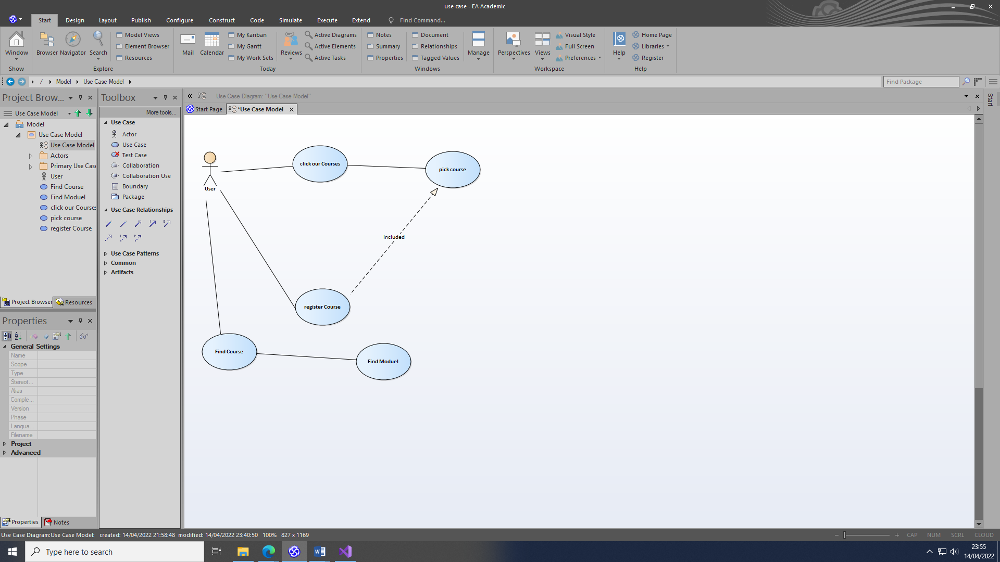 use case - EA Academic
Start Design Layout Publish Configure Construct Code Simulate Execute Extend Find Command...
Window Browser Navigator Search Model Views Element Browser Resources Mail Calendar My Kanban My Gantt My Work Sets Reviews Active Diagrams Active Elements Active Tasks Notes Summary Properties Document Relationships Tagged Values Manage Perspectives Views Visual Style Full Screen Preferences Help Home Page Libraries Register
Show Explore Today Windows Workspace Help
/ Model Use Case Model Find Package
Project Brow...
Use Case Model
Model
Use Case Model
Use Case Model
Actors
Primary Use Cas
User
Find Course
Find Moduel
click our Courses
pick course
register Course
Project Browser Resources
Properties
General Settings
Name
Scope
Type
Stereot...
Alias
Comple...
Version
Phase
Langua...
Filename
Project
Advanced
Properties Notes
Toolbox
More tools...
Use Case
Actor
Use Case
Test Case
Collaboration
Collaboration Use
Boundary
Package
Use Case Relationships
Use Case Patterns
Common
Artifacts
Use Case Diagram: "Use Case Model"
Start Page *Use Case Model
Start
click our Courses
pick course
User
included
register Course
Find Course
Find Moduel
Use Case Diagram:Use Case Model: created: 14/04/2022 21:58:48 modified: 14/04/2022 23:40:50 100% 827 x 1169
CAP NUM SCRL CLOUD
Type here to search
23:55
14/04/2022